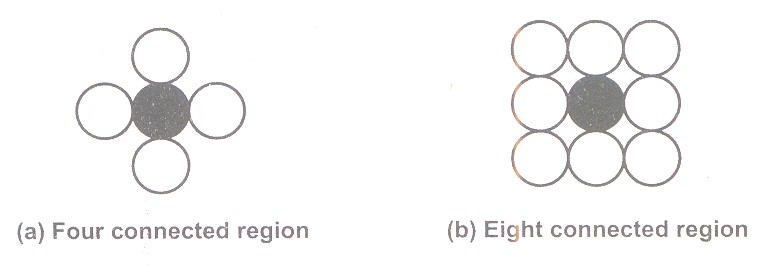 (a) Four connected region
(b) Eight connected region